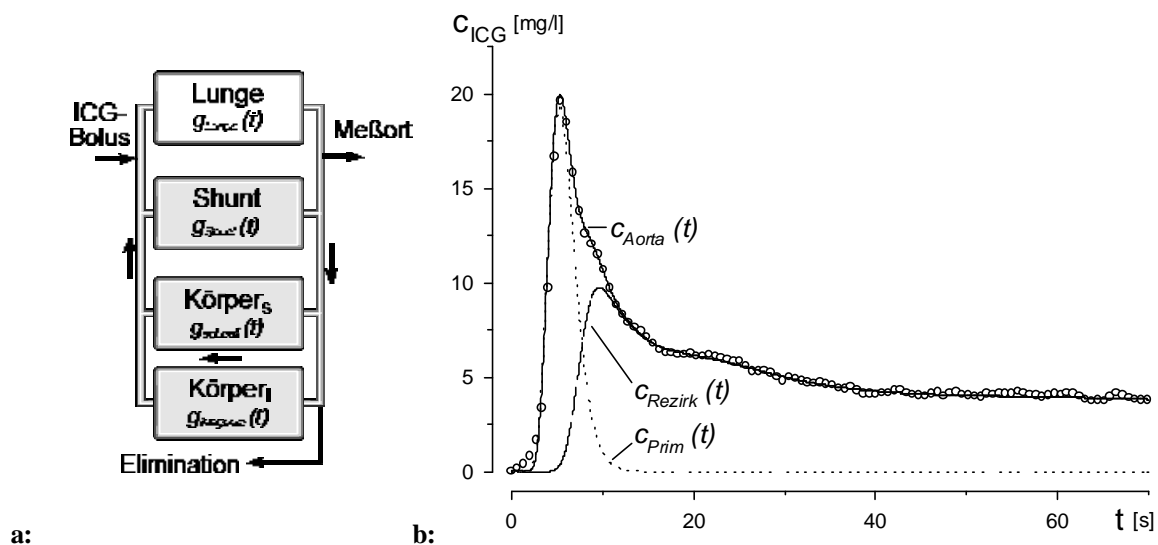 ICG–
Bolus
Lunge
(t)
Meßort
Shunt
(t)
Körper_s
(t)
Körper_l
(t)
Elimination
a:
b:
c_ICG [mg/l]
20
15
10
5
0
c_Aorta (t)
c_Rezirk (t)
c_Prim (t)
0
20
40
60
t [s]